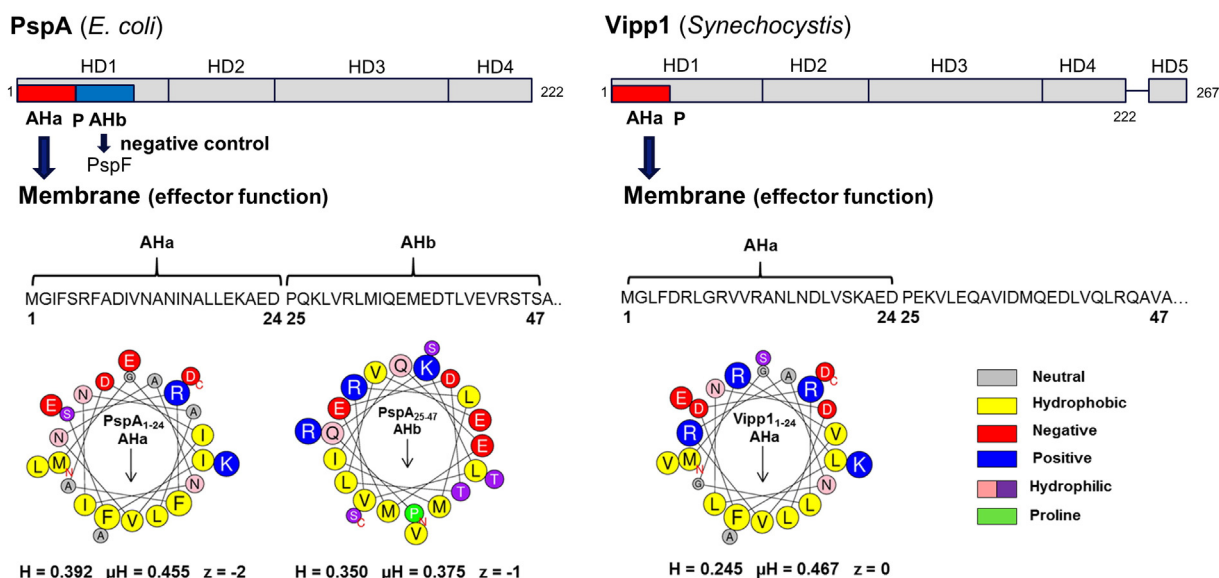 PspA (E. coli)
HD1 HD2 HD3 HD4
1 222
AHa P AHb
negative control
PspF
Membrane (effector function)
AHa AHb
MGIFSRFADIVNANINALLEKAED PQKLVRLMIQEMEDTLVEVRSTSA..
1 24 25 47
E D C G A R D N A E S I N I K M L N N A I F F L V A
PspA1-24
AHa
S K Q D V L R E E R Q E I L T L T V M S C M P N V
PspA25-47
AHb
H = 0.392 µH = 0.455 z = -2
H = 0.350 µH = 0.375 z = -1
Vipp1 (Synechocystis)
HD1 HD2 HD3 HD4 HD5
1 267
222
AHa P
Membrane (effector function)
AHa
MGLFDRLGRVVRANLNDLVSKAED PEKVLEQAVIDMQEDLVQLRQAVA...
1 24 25 47
S G A D C R R N D E D V R L K M V N N G L L F L V
Vipp11-24
AHa
H = 0.245 µH = 0.467 z = 0
Neutral
Hydrophobic
Negative
Positive
Hydrophilic
Proline